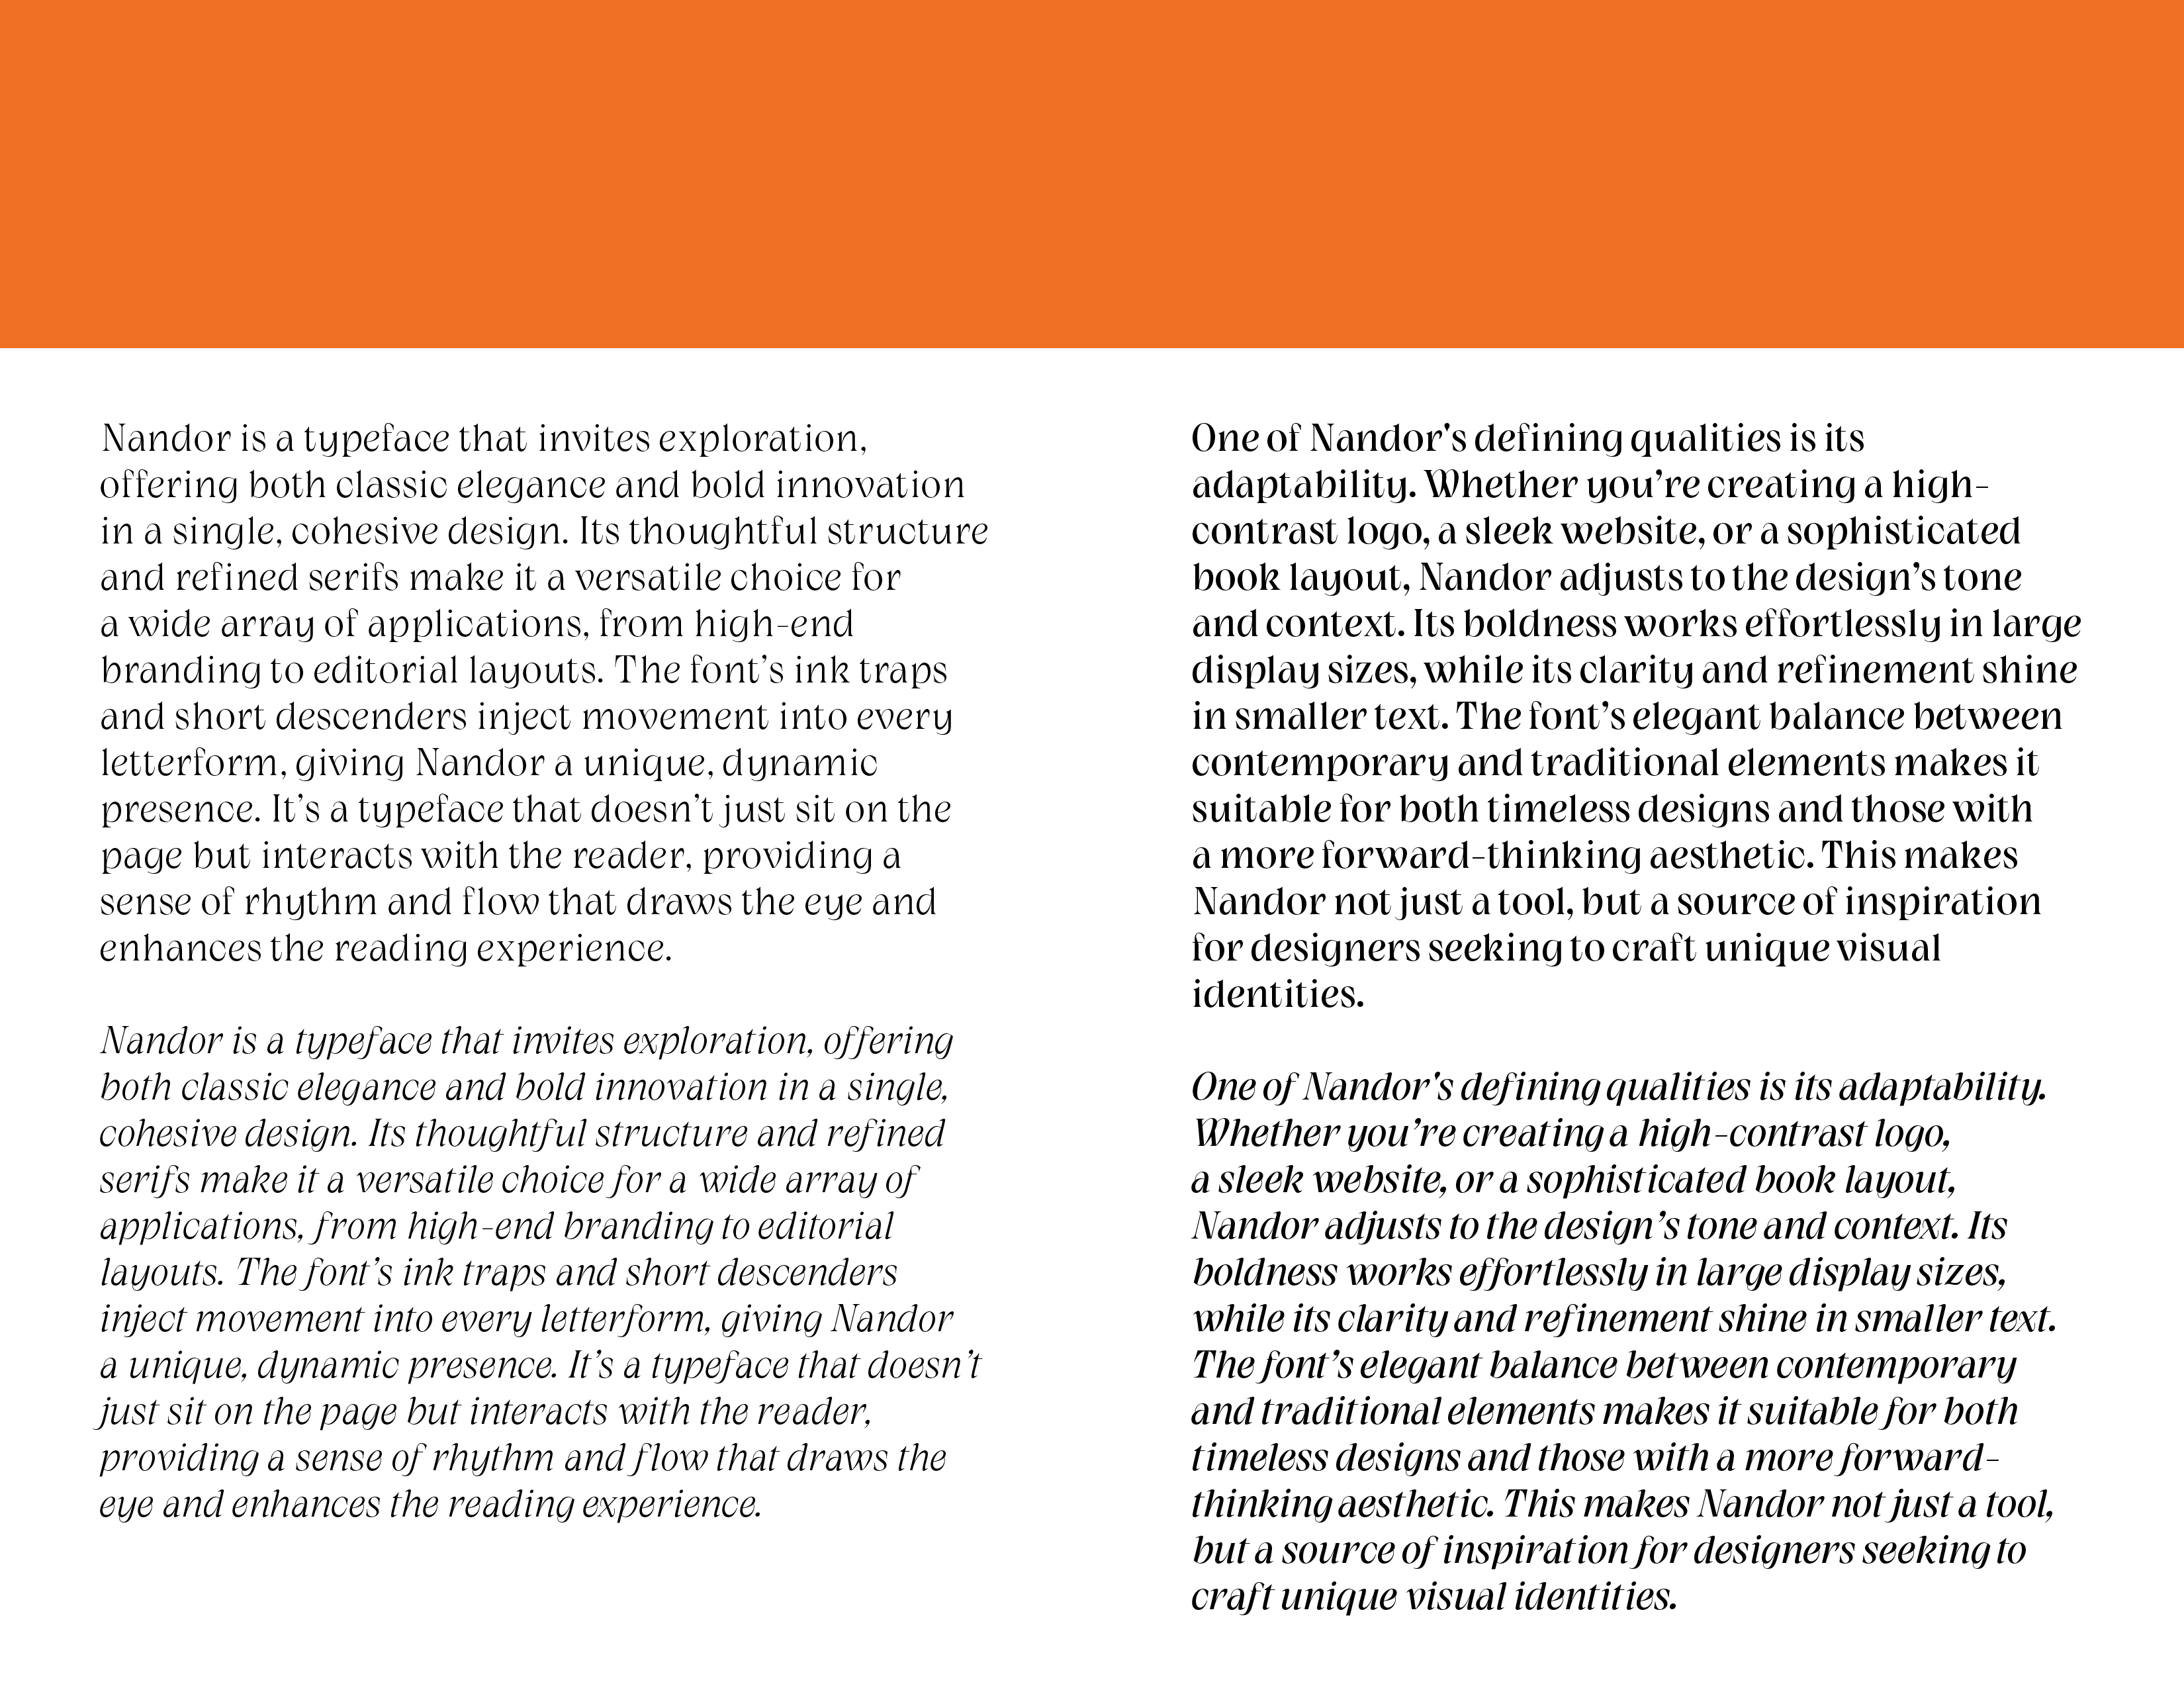 Nandor is a typeface that invites exploration,
offering both classic elegance and bold innovation
in a single, cohesive design. Its thoughtful structure
and refined serifs make it a versatile choice for
a wide array of applications, from high-end
branding to editorial layouts. The font’s ink traps
and short descenders inject movement into every
letterform, giving Nandor a unique, dynamic
presence. It’s a typeface that doesn’t just sit on the
page but interacts with the reader, providing a
sense of rhythm and flow that draws the eye and
enhances the reading experience.
Nandor is a typeface that invites exploration, offering
both classic elegance and bold innovation in a single,
cohesive design. Its thoughtful structure and refined
serifs make it a versatile choice for a wide array of
applications, from high-end branding to editorial
layouts. The font’s ink traps and short descenders
inject movement into every letterform, giving Nandor
a unique, dynamic presence. It’s a typeface that doesn’t
just sit on the page but interacts with the reader,
providing a sense of rhythm and flow that draws the
eye and enhances the reading experience.
One of Nandor's defining qualities is its
adaptability. Whether you’re creating a high-
contrast logo, a sleek website, or a sophisticated
book layout, Nandor adjusts to the design’s tone
and context. Its boldness works effortlessly in large
display sizes, while its clarity and refinement shine
in smaller text. The font’s elegant balance between
contemporary and traditional elements makes it
suitable for both timeless designs and those with
a more forward-thinking aesthetic. This makes
Nandor not just a tool, but a source of inspiration
for designers seeking to craft unique visual
identities.
One of Nandor's defining qualities is its adaptability.
Whether you’re creating a high-contrast logo,
a sleek website, or a sophisticated book layout,
Nandor adjusts to the design’s tone and context. Its
boldness works effortlessly in large display sizes,
while its clarity and refinement shine in smaller text.
The font’s elegant balance between contemporary
and traditional elements makes it suitable for both
timeless designs and those with a more forward-
thinking aesthetic. This makes Nandor not just a tool,
but a source of inspiration for designers seeking to
craft unique visual identities.